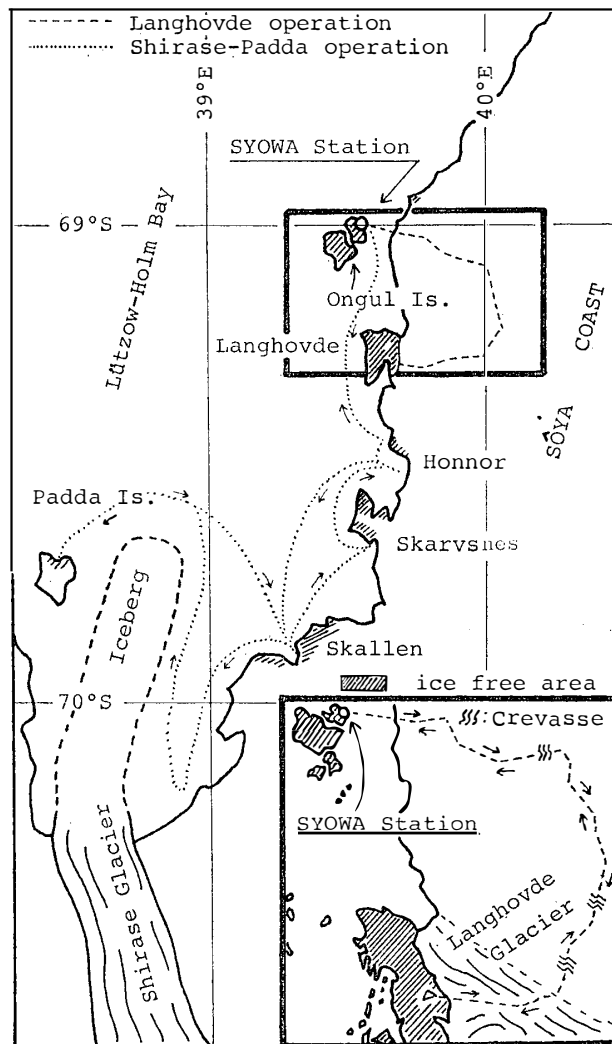 Langhovde operation
Shirase-Padda operation
39°E
40°E
SYOWA Station
69°S
Lützow-Holm Bay
Ongul Is.
Langhovde
SÔYA COAST
Honnor
Padda Is.
Skarvsnes
Iceberg
Skallen
ice free area
70°S
Crevasse
SYOWA Station
Shirase Glacier
Langhovde
Glacier